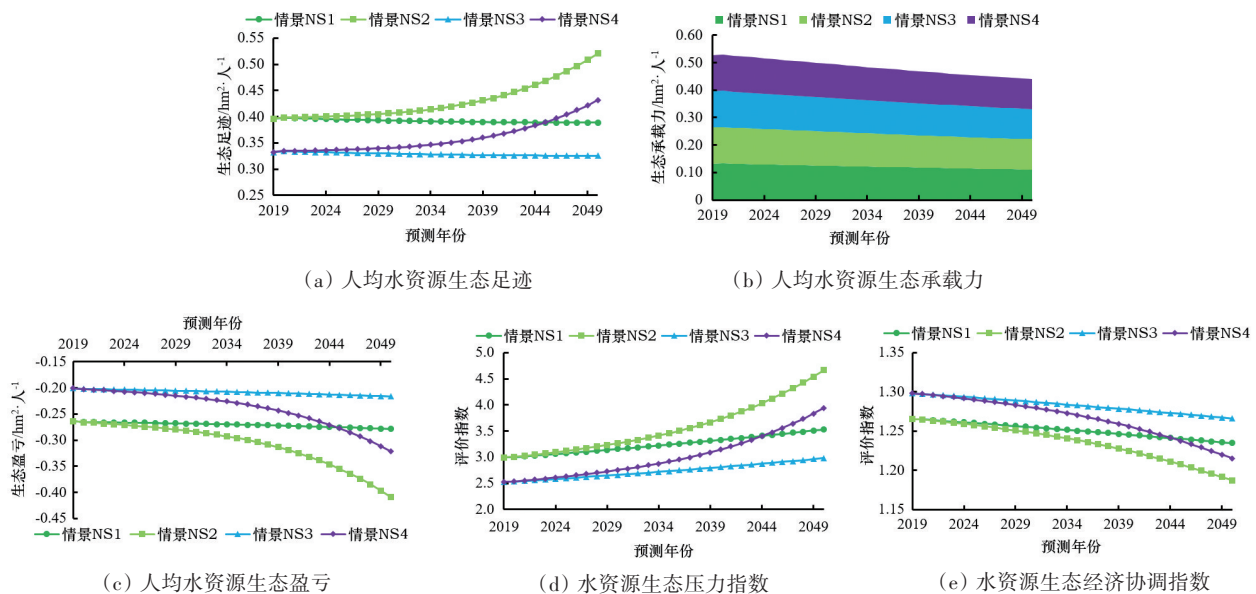 情景NS1 情景NS2 情景NS3 情景NS4
生态足迹/hm²·人⁻¹
0.55
0.50
0.45
0.40
0.35
0.30
0.25
2019 2024 2029 2034 2039 2044 2049
预测年份
(a) 人均水资源生态足迹
情景NS1 情景NS2 情景NS3 情景NS4
生态承载力/hm²·人⁻¹
0.60
0.50
0.40
0.30
0.20
0.10
0
2019 2024 2029 2034 2039 2044 2049
预测年份
(b) 人均水资源生态承载力
预测年份
2019 2024 2029 2034 2039 2044 2049
生态盈亏/hm²·人⁻¹
-0.15
-0.20
-0.25
-0.30
-0.35
-0.40
-0.45
情景NS1 情景NS2 情景NS3 情景NS4
(c) 人均水资源生态盈亏
情景NS1 情景NS2 情景NS3 情景NS4
评价指数
5.0
4.5
4.0
3.5
3.0
2.5
2.0
2019 2024 2029 2034 2039 2044 2049
预测年份
(d) 水资源生态压力指数
情景NS1 情景NS2 情景NS3 情景NS4
评价指数
1.35
1.30
1.25
1.20
1.15
2019 2024 2029 2034 2039 2044 2049
预测年份
(e) 水资源生态经济协调指数